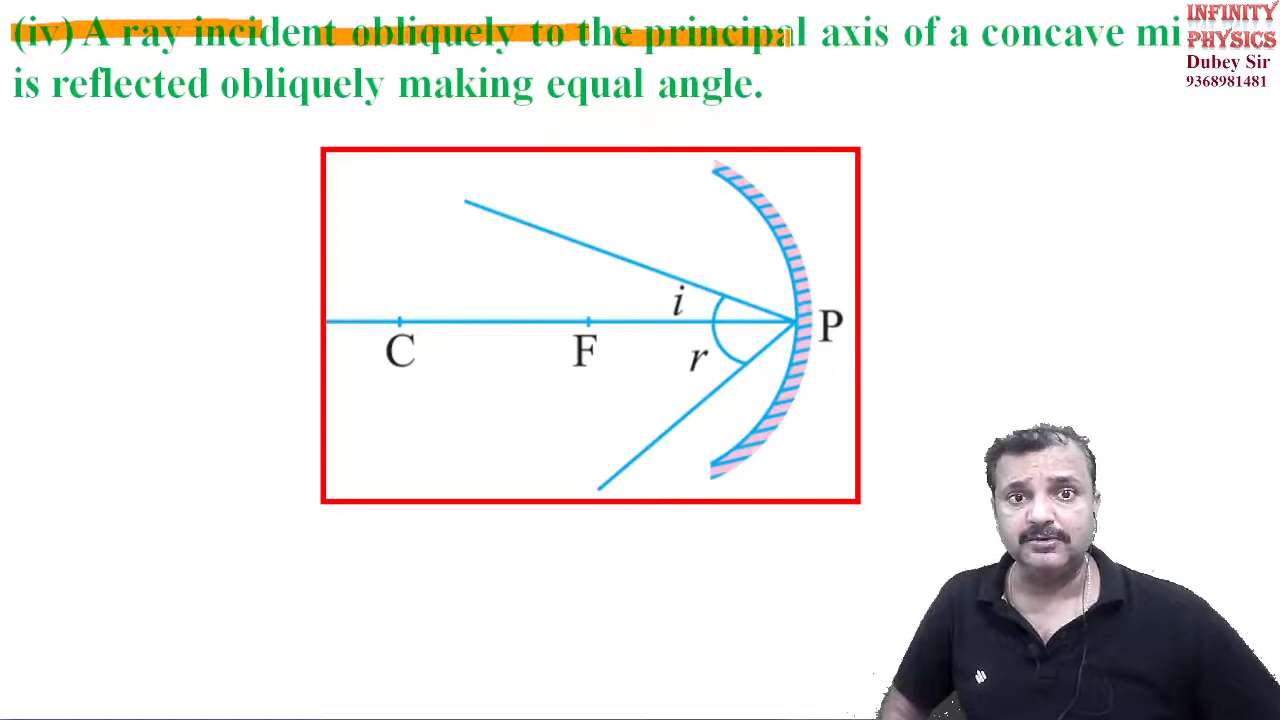 (iv) A ray incident obliquely to the principal axis of a concave mi
is reflected obliquely making equal angle.
INFINITY
PHYSICS
Dubey Sir
9368981481
i
C
F
r
P